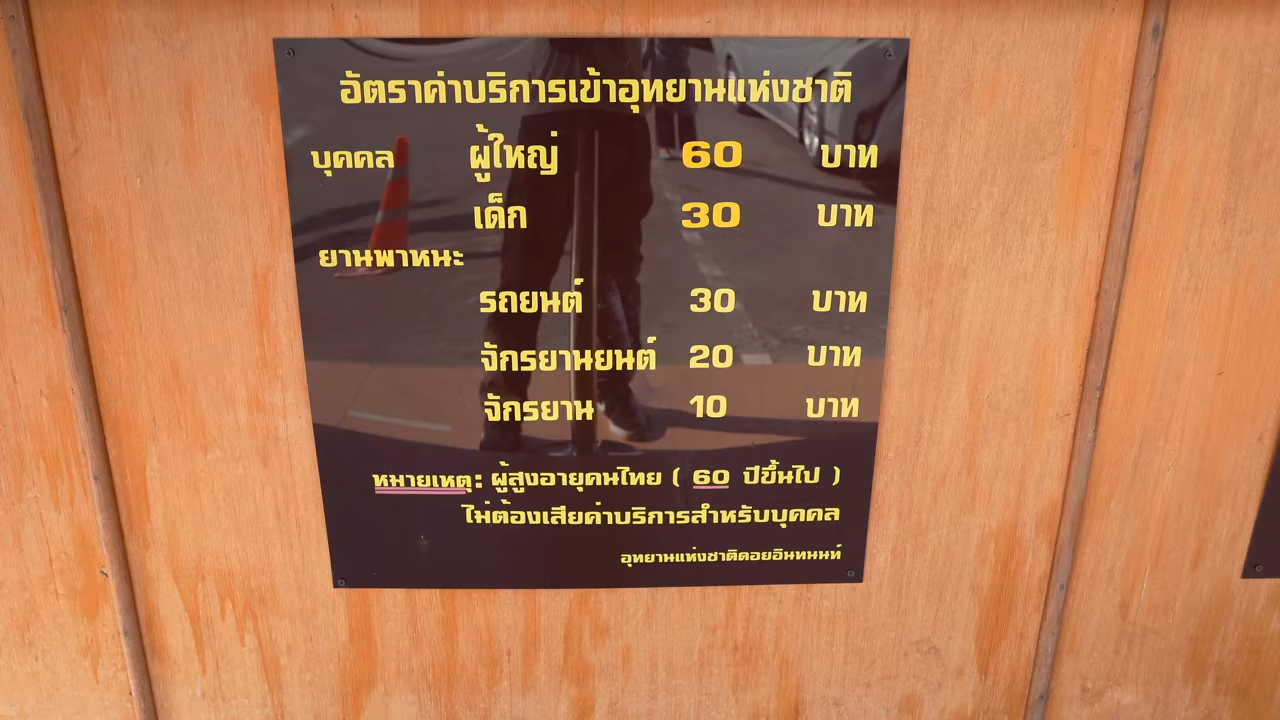 อัตราค่าบริการเข้าอุทยานแห่งชาติ
บุคคล ผู้ใหญ่ 60 บาท
เด็ก 30 บาท
ยานพาหนะ
รถยนต์ 30 บาท
จักรยานยนต์ 20 บาท
จักรยาน 10 บาท
หมายเหตุ: ผู้สูงอายุคนไทย ( 60 ปีขึ้นไป )
ไม่ต้องเสียค่าบริการสำหรับบุคคล
อุทยานแห่งชาติดอยอินทนนท์